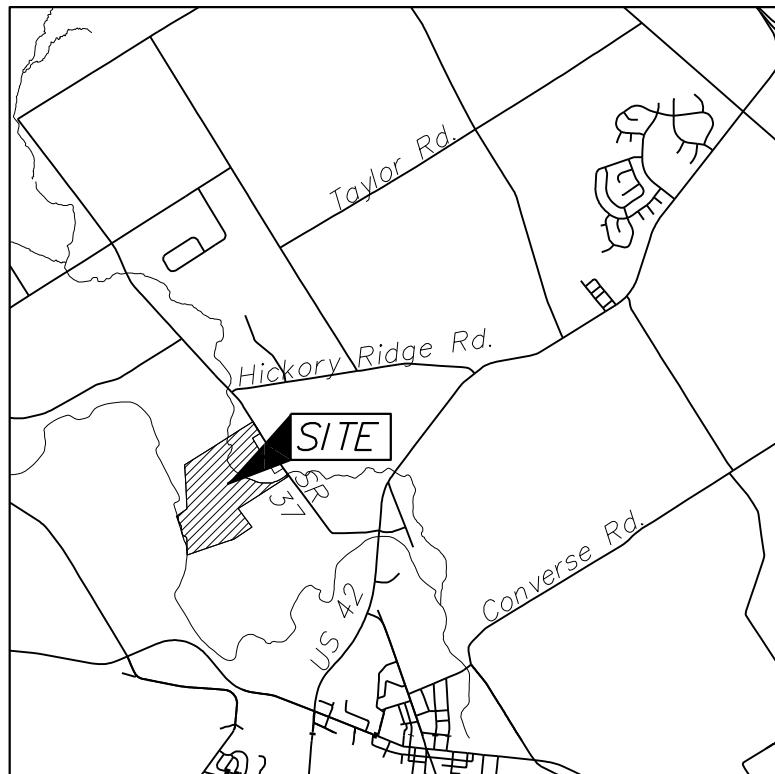 Taylor Rd.
Hickory Ridge Rd.
SITE
SR
37
Converse Rd.
US 42